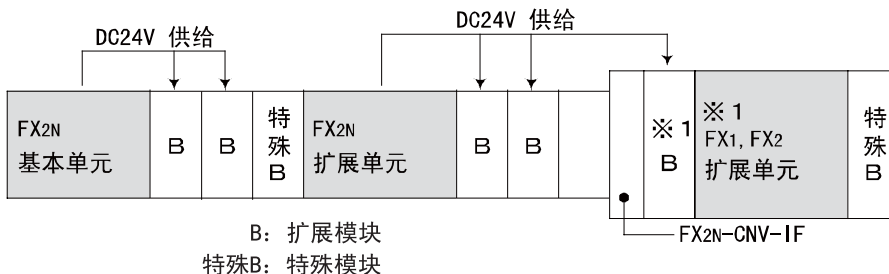 DC24V 供给
DC24V 供给
FX2N
基本单元
B
B
特殊B
FX2N
扩展单元
B
B
※1
B
※1
FX1, FX2
扩展单元
特殊B
FX2N-CNV-IF
B: 扩展模块
特殊B: 特殊模块